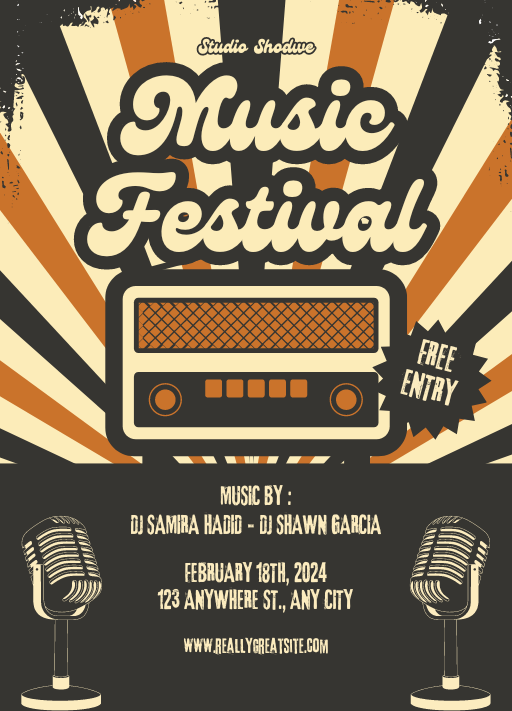 Studio Shodwe
Music
Festival
FREE
ENTRY
MUSIC BY :
DJ SAMIRA HADID - DJ SHAWN GARCIA
FEBRUARY 18TH, 2024
123 ANYWHERE ST., ANY CITY
WWW.REALLYGREATSITE.COM